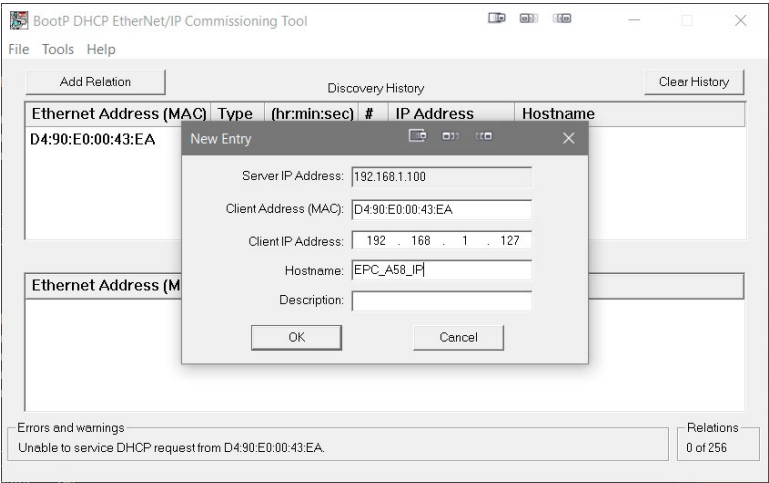 BootP DHCP EtherNet/IP Commissioning Tool
File Tools Help
Add Relation
Discovery History
Clear History
Ethernet Address (MAC) Type (hr:min:sec) # IP Address Hostname
D4:90:E0:00:43:EA
New Entry
Server IP Address: 192.168.1.100
Client Address (MAC): D4:90:E0:00:43:EA
Client IP Address: 192 . 168 . 1 . 127
Hostname: EPC_A58_IP
Description:
OK Cancel
Ethernet Address (M
Errors and warnings
Unable to service DHCP request from D4:90:E0:00:43:EA.
Relations
0 of 256